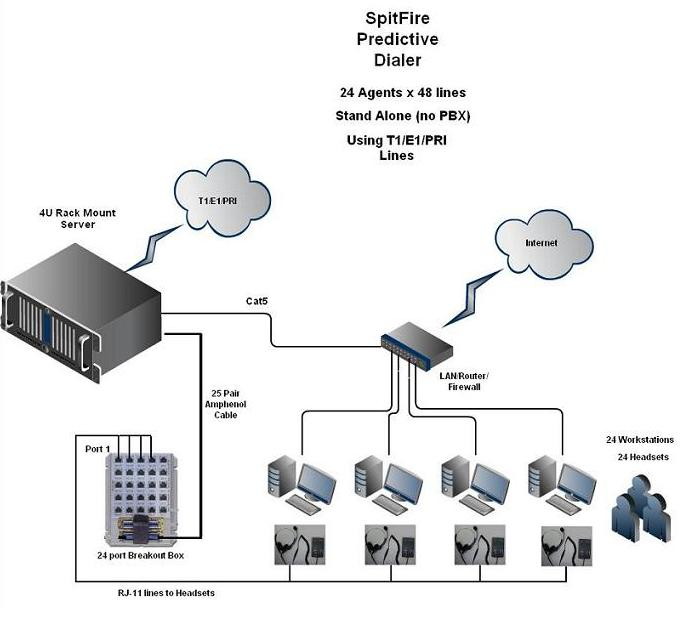 SpitFire
Predictive
Dialer
24 Agents x 48 lines
Stand Alone (no PBX)
Using T1/E1/PRI
Lines
4U Rack Mount
Server
T1/E1/PRI
Internet
Cat5
LAN/Router/
Firewall
25 Pair
Amphenol
Cable
Port 1
24 Workstations
24 Headsets
24 port Breakout Box
RJ-11 lines to Headsets